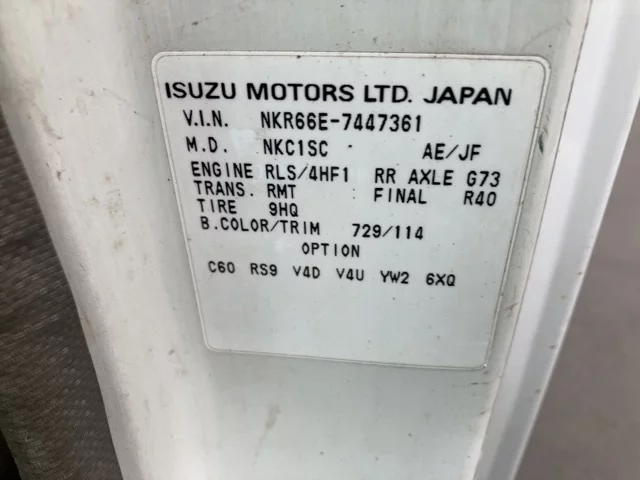 ISUZU MOTORS LTD. JAPAN
V.I.N. NKR66E-7447361
M.D. NKC1SC AE/JF
ENGINE RLS/4HF1 RR AXLE G73
TRANS. RMT FINAL R40
TIRE 9HQ
B.COLOR/TRIM 729/114
OPTION
C60 RS9 V4D V4U YW2 6XQ